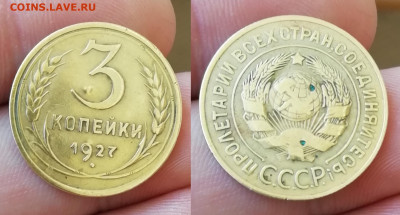 coins.lave.ru
3
КОПЕЙКИ
1927
ПРОЛЕТАРИИ ВСЕХ СТРАН, СОЕДИНЯЙТЕСЬ!
СССР